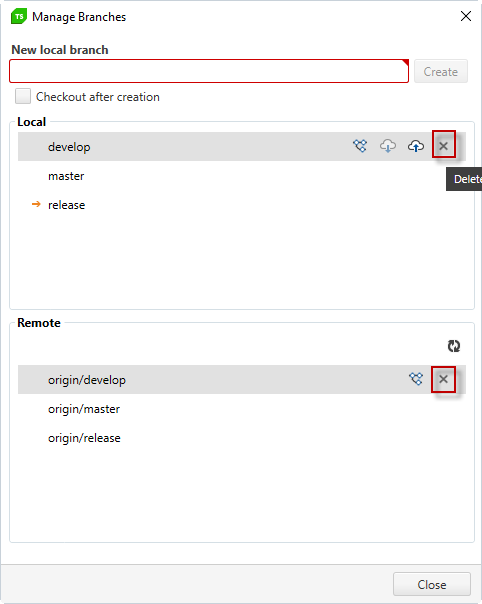 TS Manage Branches
New local branch
Create
Checkout after creation
Local
develop
master
release
Delete
Remote
origin/develop
origin/master
origin/release
Close